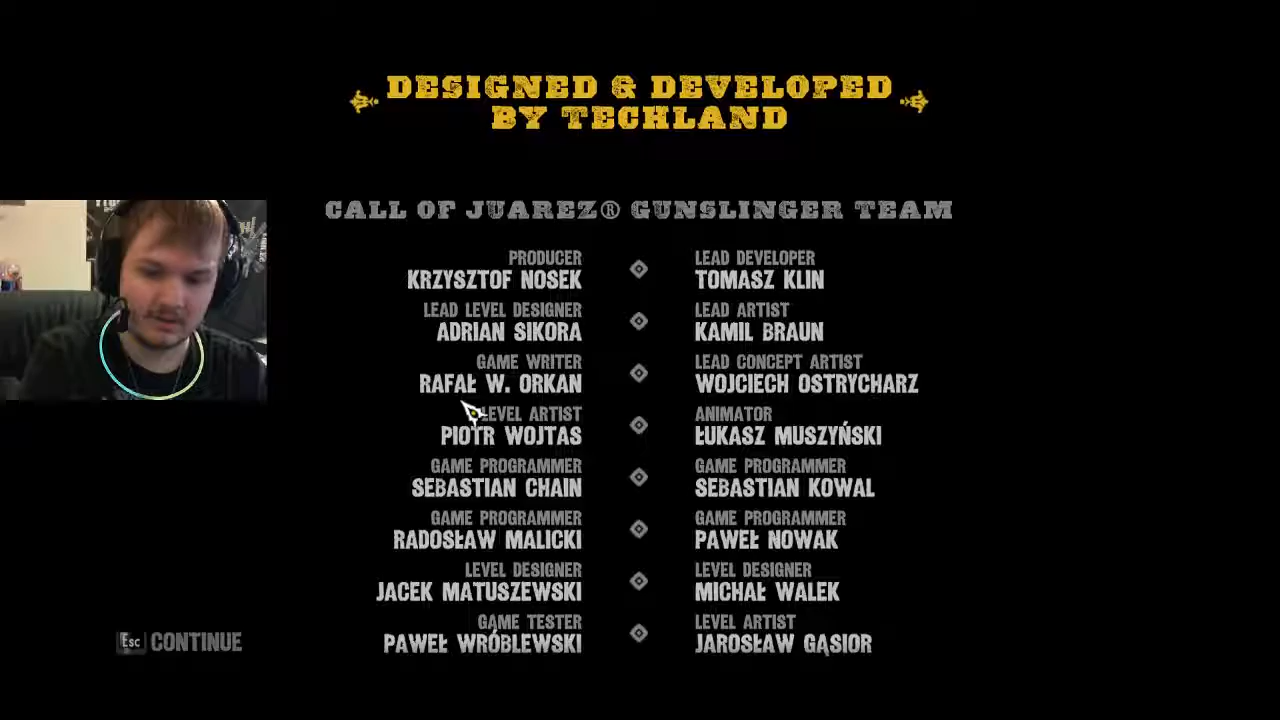 DESIGNED & DEVELOPED
BY TECHLAND
CALL OF JUAREZ® GUNSLINGER TEAM
PRODUCER
KRZYSZTOF NOSEK
LEAD DEVELOPER
TOMASZ KLIN
LEAD LEVEL DESIGNER
ADRIAN SIKORA
LEAD ARTIST
KAMIL BRAUN
GAME WRITER
RAFAŁ W. ORKAN
LEAD CONCEPT ARTIST
WOJCIECH OSTRYCHARZ
LEVEL ARTIST
PIOTR WOJTAS
ANIMATOR
ŁUKASZ MUSZYŃSKI
GAME PROGRAMMER
SEBASTIAN CHAIN
GAME PROGRAMMER
SEBASTIAN KOWAL
GAME PROGRAMMER
RADOSŁAW MALICKI
GAME PROGRAMMER
PAWEŁ NOWAK
LEVEL DESIGNER
JACEK MATUSZEWSKI
LEVEL DESIGNER
MICHAŁ WALEK
GAME TESTER
PAWEŁ WRÓBLEWSKI
LEVEL ARTIST
JAROSŁAW GĄSIOR
Esc CONTINUE